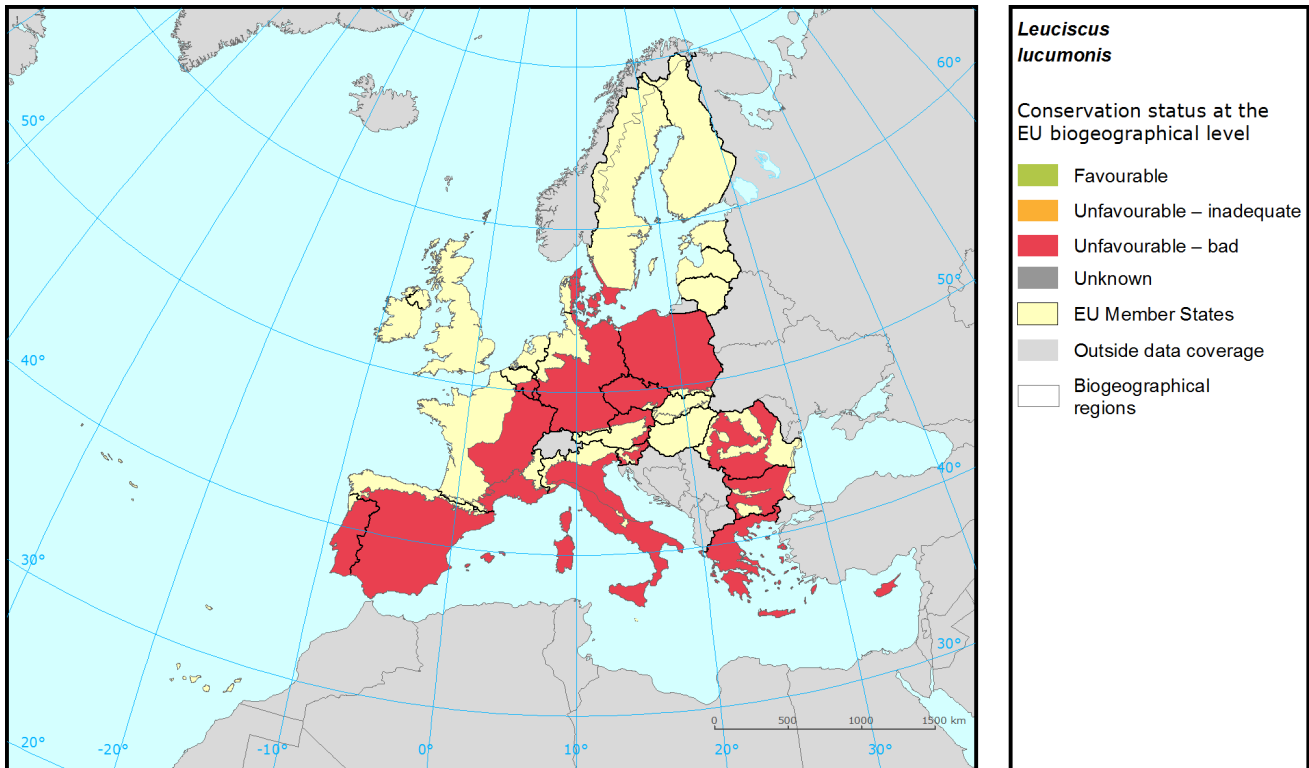 Leuciscus
lucumonis
Conservation status at the
EU biogeographical level
Favourable
Unfavourable – inadequate
Unfavourable – bad
Unknown
EU Member States
Outside data coverage
Biogeographical
regions
60°
50°
50°
40°
40°
30°
30°
20°
-20°
-10°
0°
10°
20°
30°
0
500
1000
1500 km